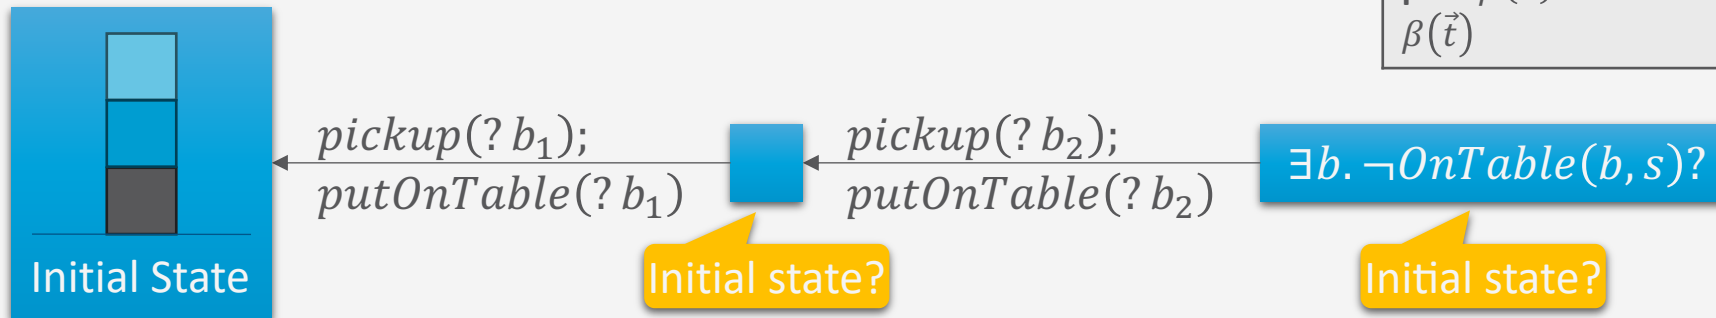 β(t⃗)
pickup(? b₁);
putOnTable(? b₁)
pickup(? b₂);
putOnTable(? b₂)
∃b. ¬OnTable(b, s)?
Initial State
Initial state?
Initial state?